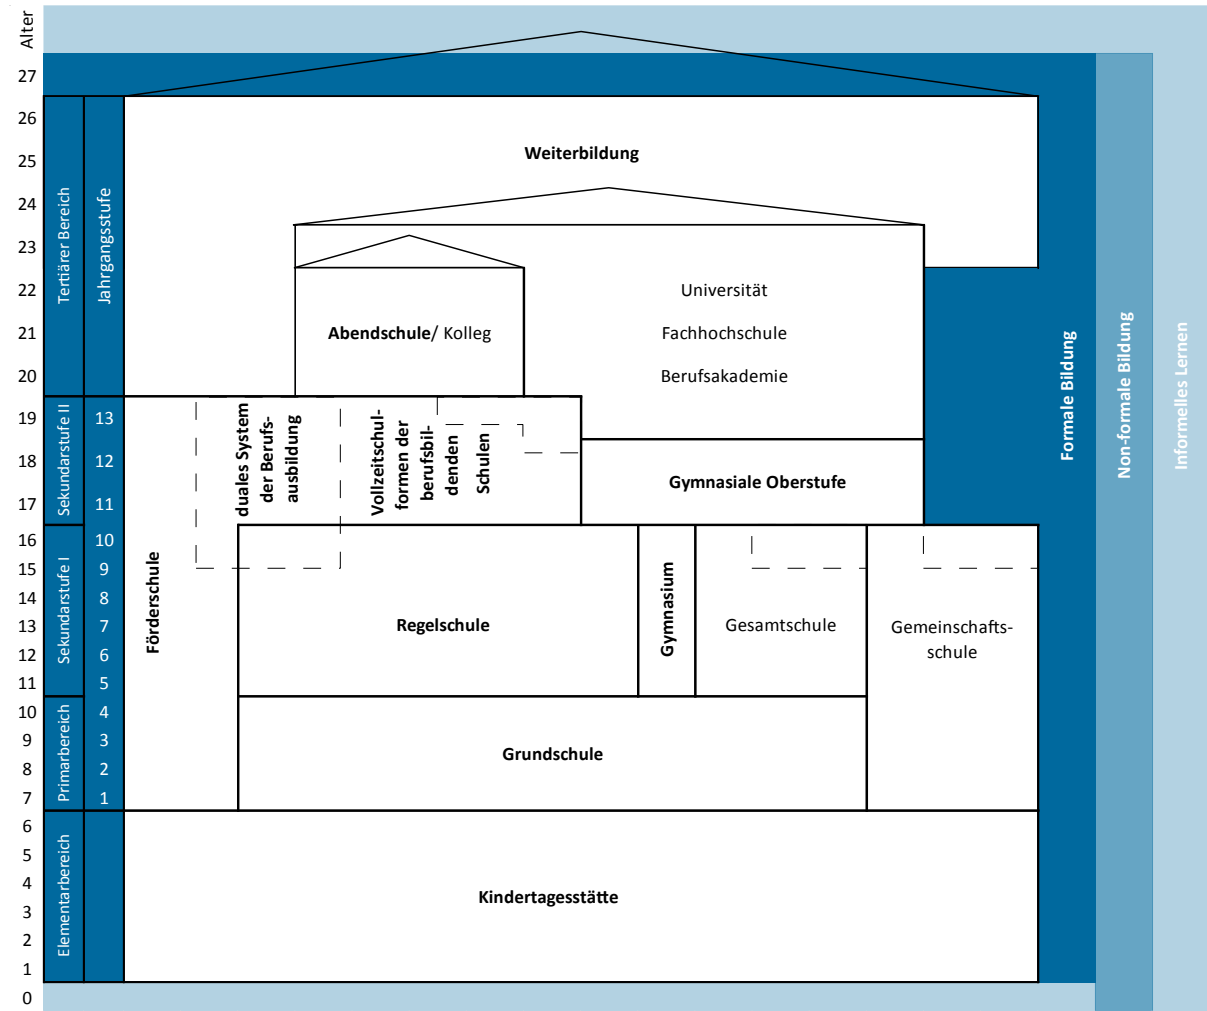 Alter
27
26
25
24
23
22
21
20
19
18
17
16
15
14
13
12
11
10
9
8
7
6
5
4
3
2
1
0
Tertiärer Bereich
Sekundarstufe II
Sekundarstufe I
Primarbereich
Elementarbereich
Jahrgangsstufe
13
12
11
10
9
8
7
6
5
4
3
2
1
Weiterbildung
Abendschule/ Kolleg
Universität
Fachhochschule
Berufsakademie
duales System
der Berufs-
ausbildung
Vollzeitschul-
formen der
berufsbil-
denden
Schulen
Gymnasiale Oberstufe
Förderschule
Regelschule
Gymnasium
Gesamtschule
Gemeinschafts-
schule
Grundschule
Kindertagesstätte
Formale Bildung
Non-formale Bildung
Informelles Lernen